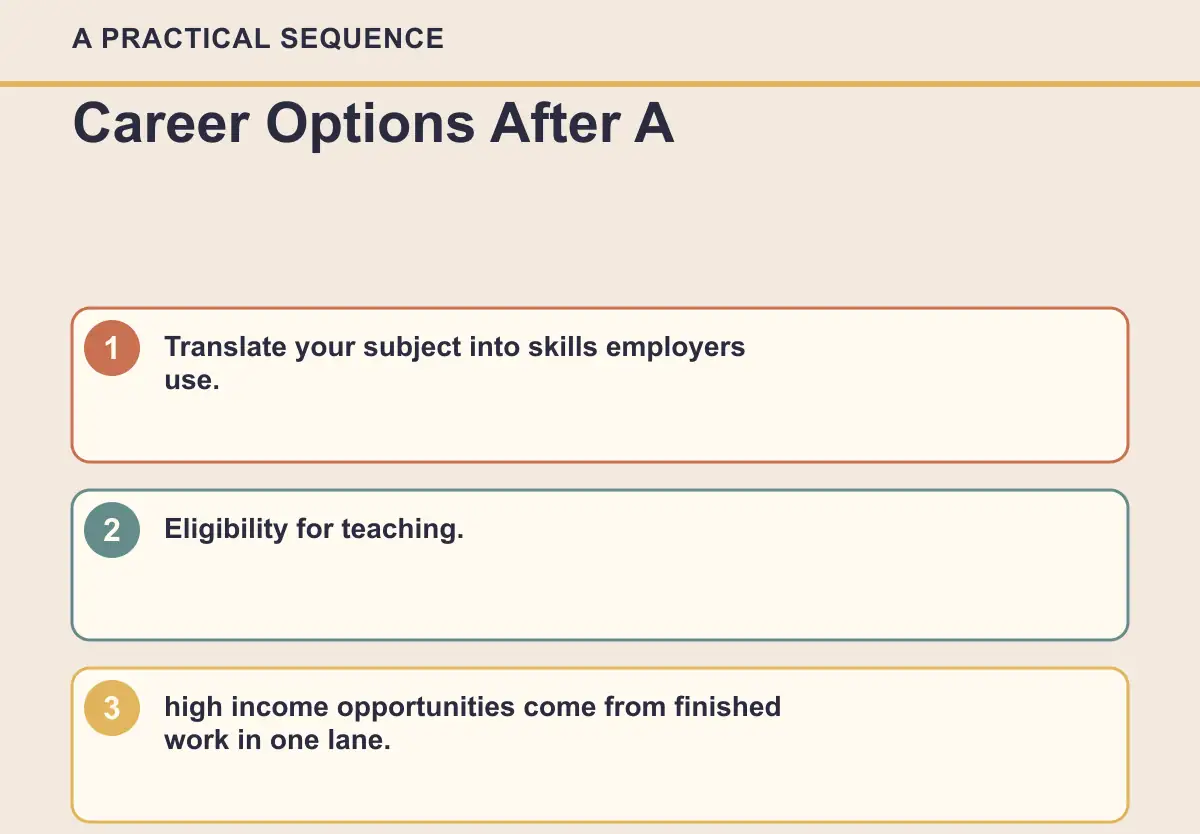 A PRACTICAL SEQUENCE
Career Options After A
1
Translate your subject into skills employers
use.
2
Eligibility for teaching.
3
high income opportunities come from finished
work in one lane.